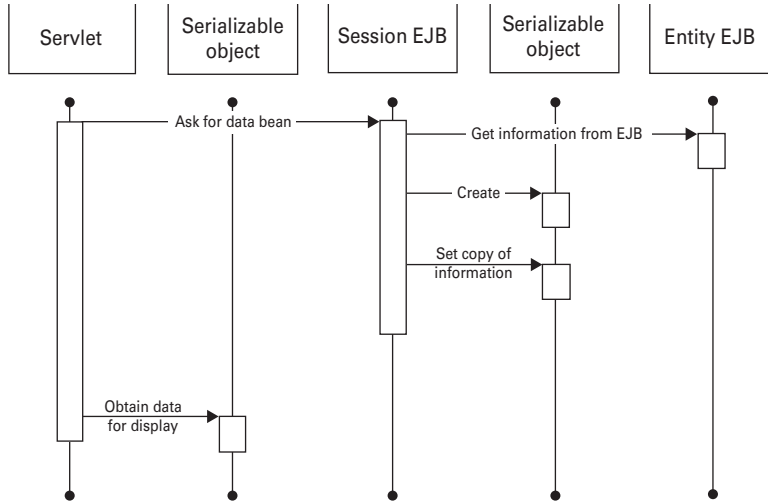 Servlet
Serializable
object
Session EJB
Serializable
object
Entity EJB
Ask for data bean
Get information from EJB
Create
Set copy of
information
Obtain data
for display